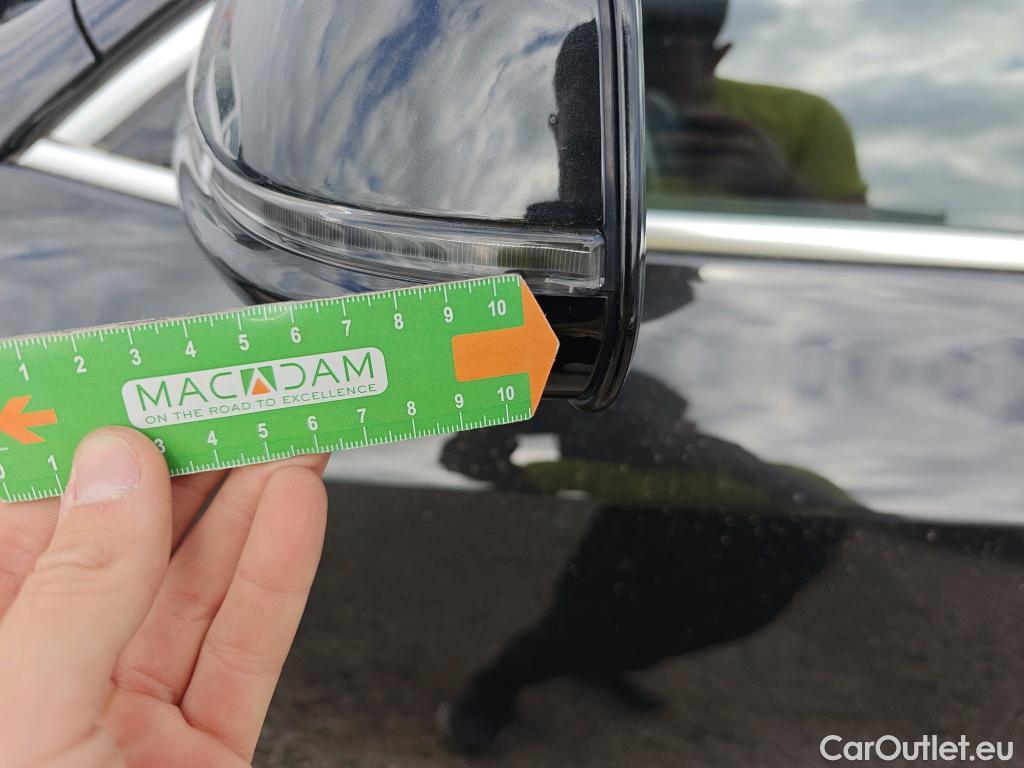 1 2 3 4 5 6 7 8 9 10
MACADAM
ON THE ROAD TO EXCELLENCE
0 1 3 4 5 6 7 8 9 10
CarOutlet.eu